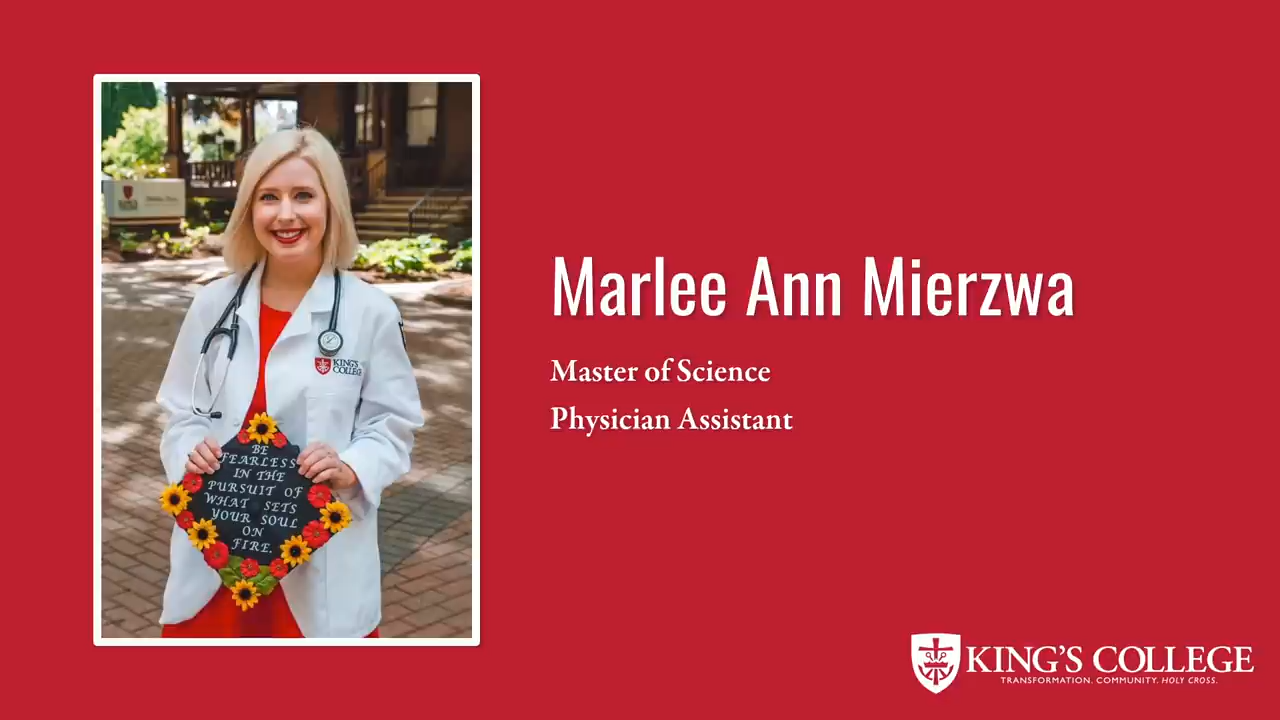 Marlee Ann Mierzwa
Master of Science
Physician Assistant
KING'S
COLLEGE
BE
FEARLESS
IN THE
PURSUIT OF
WHAT SETS
YOUR SOUL
ON
FIRE.
KING'S COLLEGE
TRANSFORMATION. COMMUNITY. HOLY CROSS.